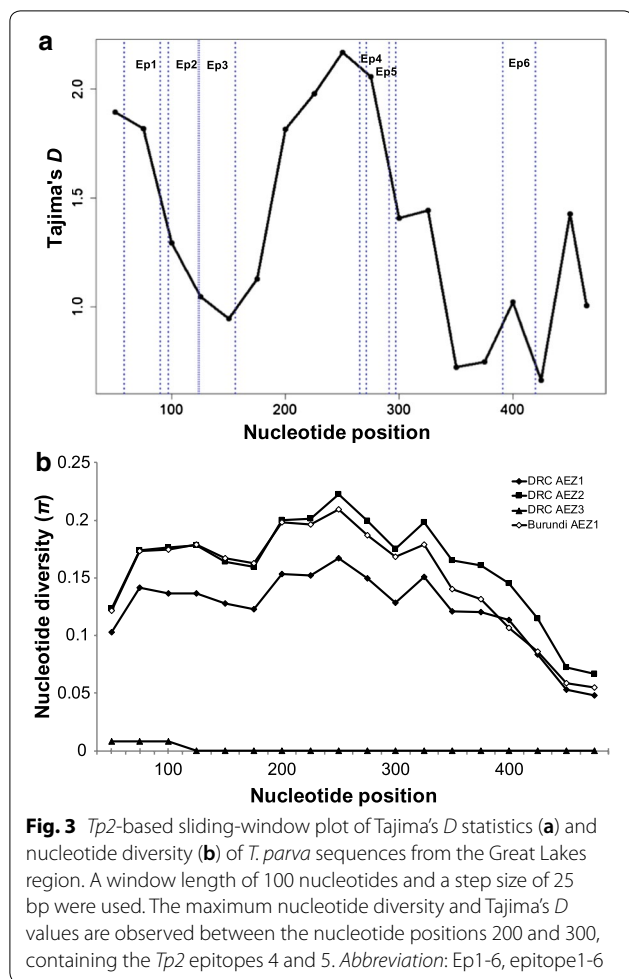 a
Ep1
Ep2
Ep3
Ep4
Ep5
Ep6
2.0
1.5
1.0
Tajima's D
100
200
300
400
Nucleotide position
b
0.25
0.2
0.15
0.1
0.05
0
Nucleotide diversity (π)
DRC AEZ1
DRC AEZ2
DRC AEZ3
Burundi AEZ1
100
200
300
400
Nucleotide position
Fig. 3 Tp2-based sliding-window plot of Tajima's D statistics (a) and
nucleotide diversity (b) of T. parva sequences from the Great Lakes
region. A window length of 100 nucleotides and a step size of 25
bp were used. The maximum nucleotide diversity and Tajima's D
values are observed between the nucleotide positions 200 and 300,
containing the Tp2 epitopes 4 and 5. Abbreviation: Ep1-6, epitope1-6